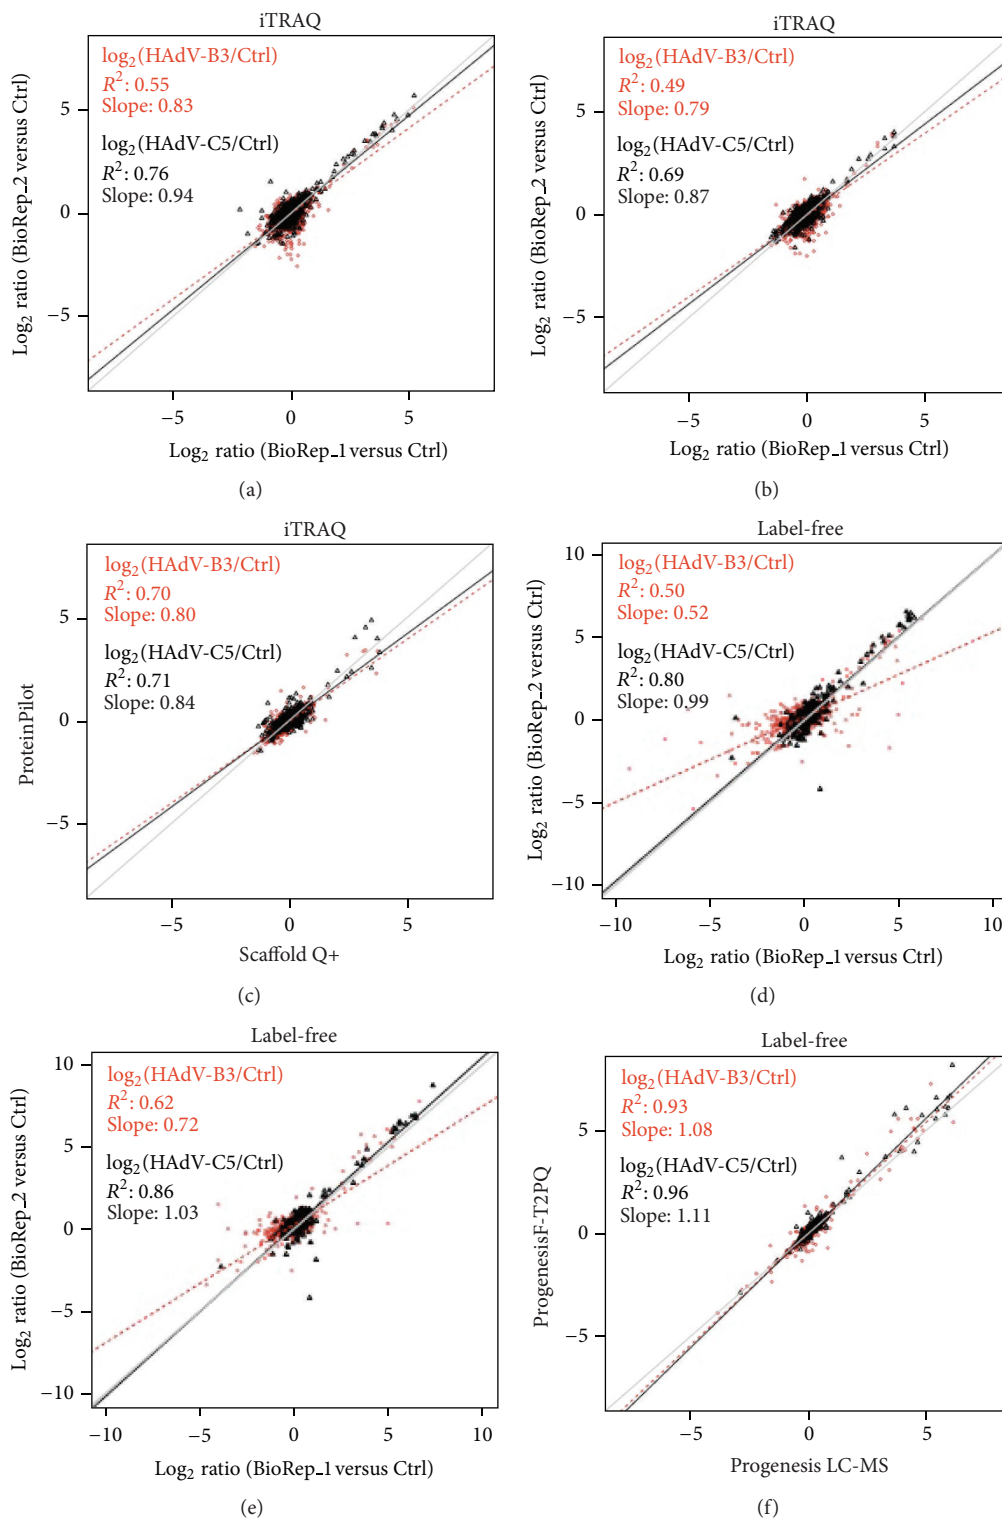 iTRAQ
log2(HAdV-B3/Ctrl)
R2: 0.55
Slope: 0.83
log2(HAdV-C5/Ctrl)
R2: 0.76
Slope: 0.94
Log2 ratio (BioRep_2 versus Ctrl)
5
0
−5
−5 0 5
Log2 ratio (BioRep_1 versus Ctrl)
(a)
iTRAQ
log2(HAdV-B3/Ctrl)
R2: 0.49
Slope: 0.79
log2(HAdV-C5/Ctrl)
R2: 0.69
Slope: 0.87
Log2 ratio (BioRep_2 versus Ctrl)
5
0
−5
−5 0 5
Log2 ratio (BioRep_1 versus Ctrl)
(b)
iTRAQ
log2(HAdV-B3/Ctrl)
R2: 0.70
Slope: 0.80
log2(HAdV-C5/Ctrl)
R2: 0.71
Slope: 0.84
ProteinPilot
5
0
−5
−5 0 5
Scaffold Q+
(c)
Label-free
log2(HAdV-B3/Ctrl)
R2: 0.50
Slope: 0.52
log2(HAdV-C5/Ctrl)
R2: 0.80
Slope: 0.99
Log2 ratio (BioRep_2 versus Ctrl)
10
5
0
−5
−10
−10 −5 0 5 10
Log2 ratio (BioRep_1 versus Ctrl)
(d)
Label-free
log2(HAdV-B3/Ctrl)
R2: 0.62
Slope: 0.72
log2(HAdV-C5/Ctrl)
R2: 0.86
Slope: 1.03
Log2 ratio (BioRep_2 versus Ctrl)
10
5
0
−5
−10
−10 −5 0 5 10
Log2 ratio (BioRep_1 versus Ctrl)
(e)
Label-free
log2(HAdV-B3/Ctrl)
R2: 0.93
Slope: 1.08
log2(HAdV-C5/Ctrl)
R2: 0.96
Slope: 1.11
ProgenesisF-T2PQ
5
0
−5
−5 0 5
Progenesis LC-MS
(f)